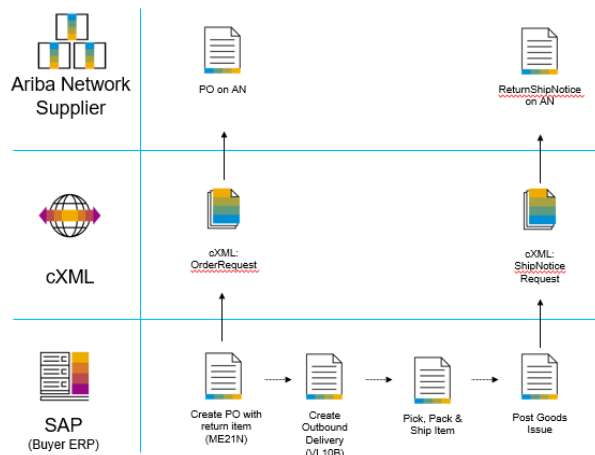 Ariba Network
Supplier
PO on AN
ReturnShipNotice
on AN
cXML
cXML:
OrderRequest
cXML:
ShipNotice
Request
SAP
(Buyer ERP)
Create PO with
return item
(ME21N)
Create
Outbound
Delivery
(VL10B)
Pick, Pack &
Ship Item
Post Goods
Issue